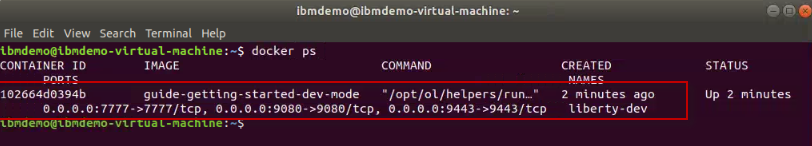 ibmdemo@ibmdemo-virtual-machine: ~
File Edit View Search Terminal Help
ibmdemo@ibmdemo-virtual-machine:~$ docker ps
CONTAINER ID IMAGE COMMAND CREATED STATUS
PORTS NAMES
102664d0394b guide-getting-started-dev-mode "/opt/ol/helpers/run…" 2 minutes ago Up 2 minutes
0.0.0.0:7777->7777/tcp, 0.0.0.0:9080->9080/tcp, 0.0.0.0:9443->9443/tcp liberty-dev
ibmdemo@ibmdemo-virtual-machine:~$